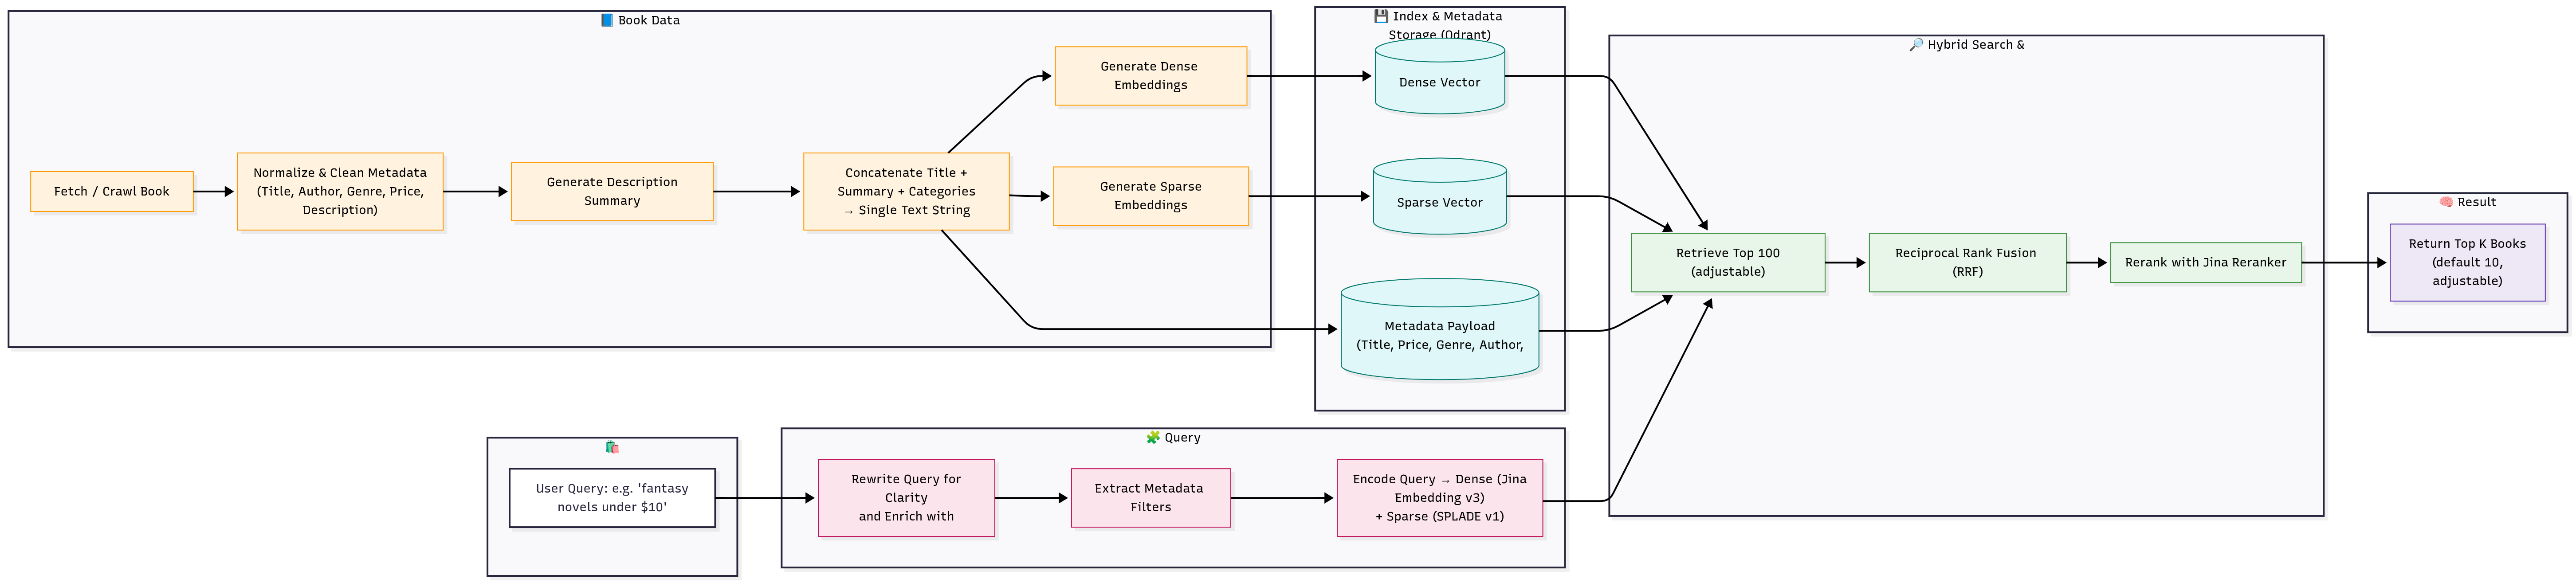 📘 Book Data
Fetch / Crawl Book
Normalize & Clean Metadata
(Title, Author, Genre, Price,
Description)
Generate Description
Summary
Concatenate Title +
Summary + Categories
→ Single Text String
Generate Dense
Embeddings
Generate Sparse
Embeddings
💾 Index & Metadata
Storage (Qdrant)
Dense Vector
Sparse Vector
Metadata Payload
(Title, Price, Genre, Author,
🛍️
User Query: e.g. 'fantasy
novels under $10'
🧩 Query
Rewrite Query for
Clarity
and Enrich with
Extract Metadata
Filters
Encode Query → Dense (Jina
Embedding v3)
+ Sparse (SPLADE v1)
🔎 Hybrid Search &
Retrieve Top 100
(adjustable)
Reciprocal Rank Fusion
(RRF)
Rerank with Jina Reranker
🧠 Result
Return Top K Books
(default 10,
adjustable)